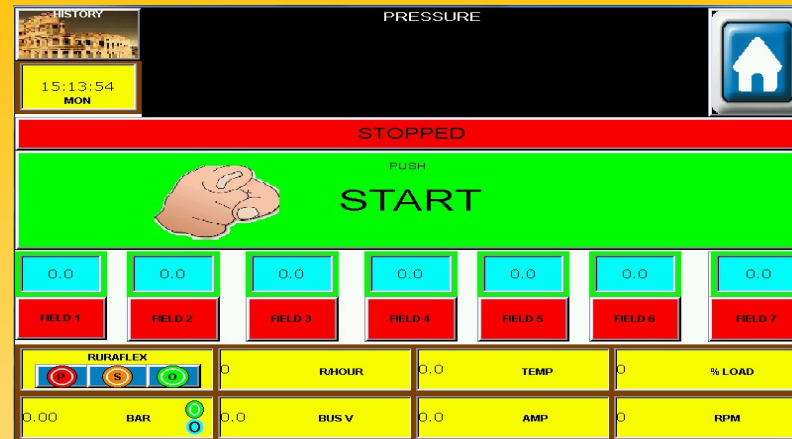 HISTORY
PRESSURE
15:13:54
MON
STOPPED
PUSH
START
0.0 0.0 0.0 0.0 0.0 0.0 0.0
FIELD 1 FIELD 2 FIELD 3 FIELD 4 FIELD 5 FIELD 6 FIELD 7
RURAFLEX
P S O 0 R/HOUR 0.0 TEMP 0 % LOAD
0.00 BAR 0 0 0.0 BUS V 0.0 AMP 0 RPM